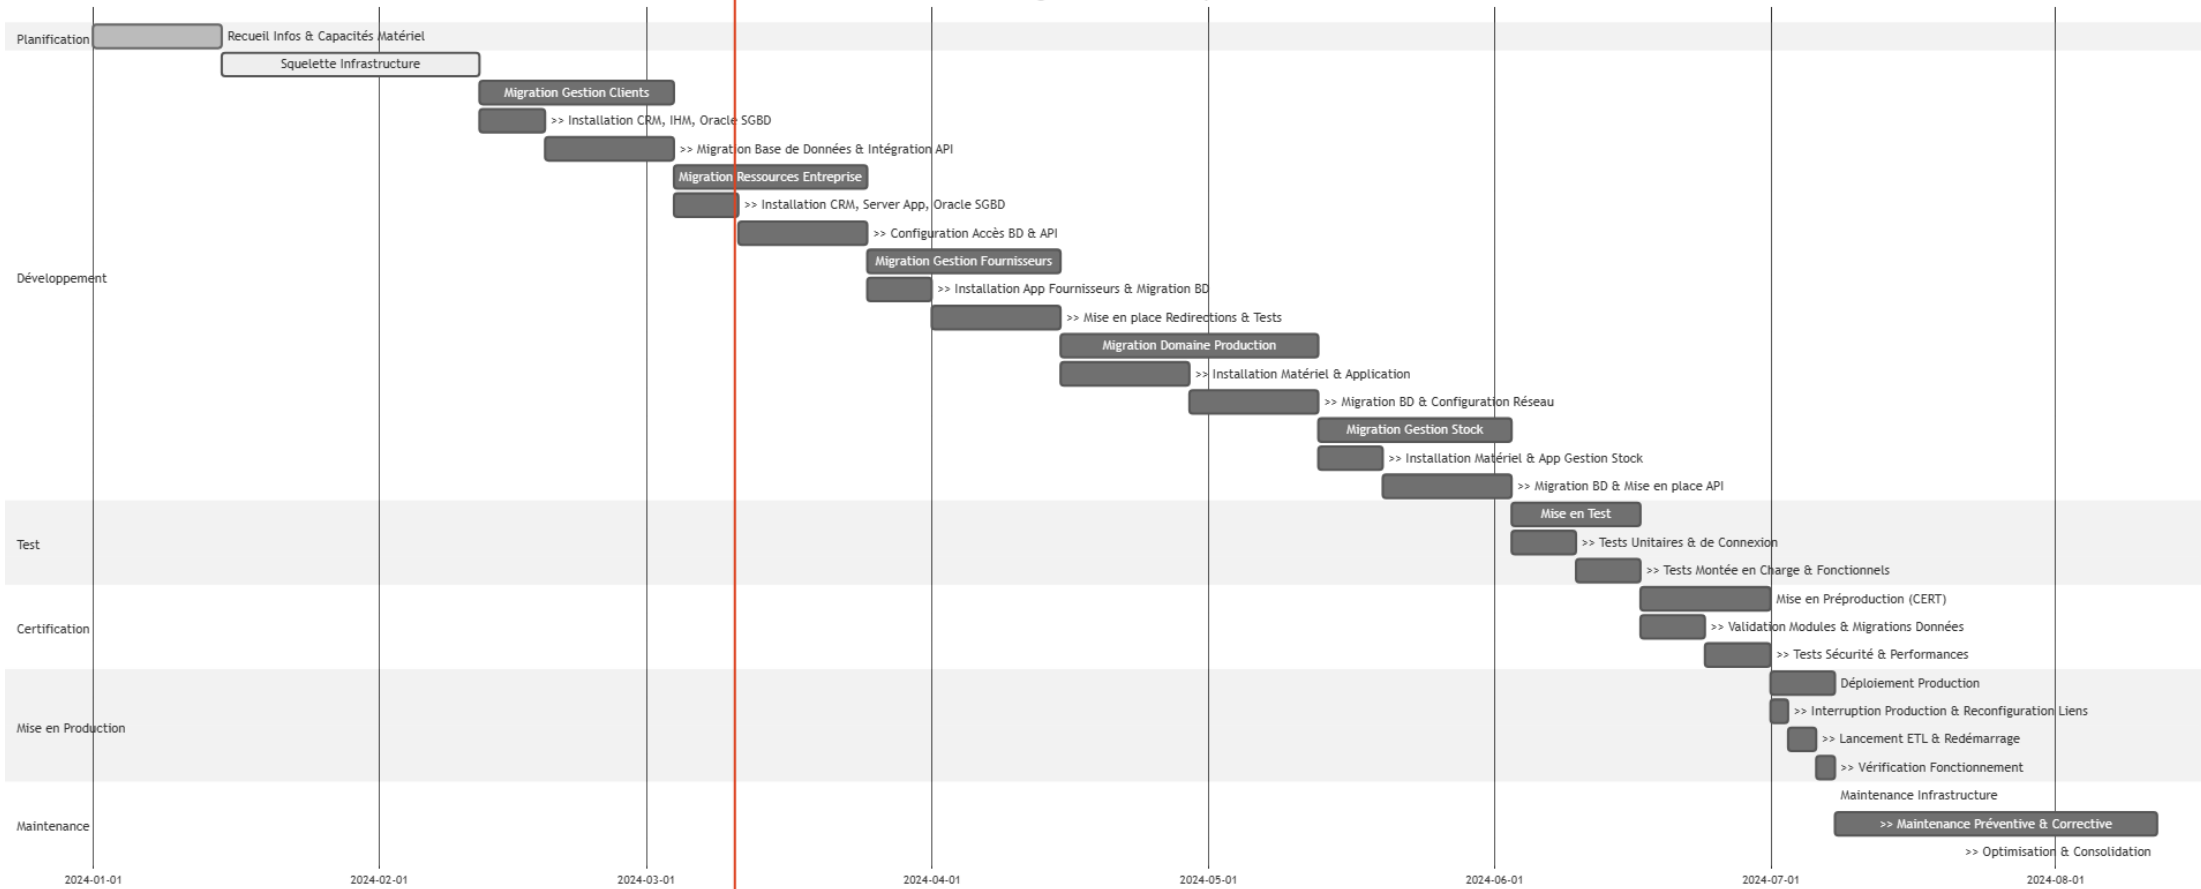 Planification
Recueil Infos & Capacités Matériel
Squelette Infrastructure
Migration Gestion Clients
>> Installation CRM, IHM, Oracle SGBD
>> Migration Base de Données & Intégration API
Migration Ressources Entreprise
>> Installation CRM, Server App, Oracle SGBD
>> Configuration Accès BD & API
Migration Gestion Fournisseurs
Développement
>> Installation App Fournisseurs & Migration BD
>> Mise en place Redirections & Tests
Migration Domaine Production
>> Installation Matériel & Application
>> Migration BD & Configuration Réseau
Migration Gestion Stock
>> Installation Matériel & App Gestion Stock
>> Migration BD & Mise en place API
Mise en Test
Test
>> Tests Unitaires & de Connexion
>> Tests Montée en Charge & Fonctionnels
Mise en Préproduction (CERT)
Certification
>> Validation Modules & Migrations Données
>> Tests Sécurité & Performances
Déploiement Production
>> Interruption Production & Reconfiguration Liens
Mise en Production
>> Lancement ETL & Redémarrage
>> Vérification Fonctionnement
Maintenance Infrastructure
Maintenance
>> Maintenance Préventive & Corrective
>> Optimisation & Consolidation
2024-01-01
2024-02-01
2024-03-01
2024-04-01
2024-05-01
2024-06-01
2024-07-01
2024-08-01